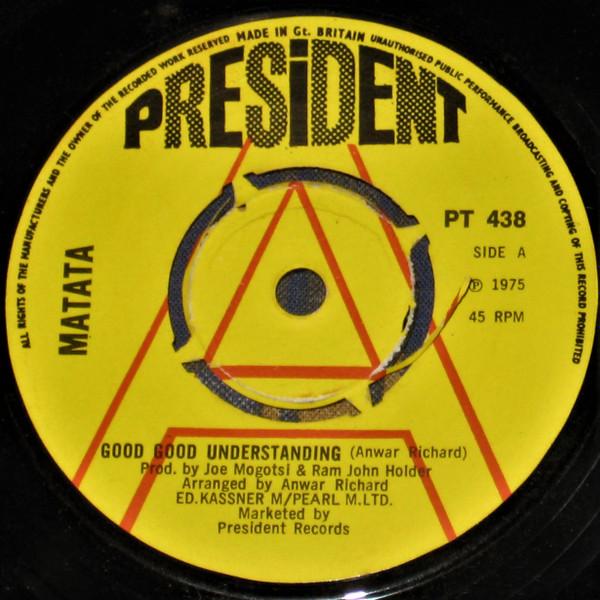 ALL RIGHTS OF THE MANUFACTURERS AND THE OWNER OF THE RECORDED WORK RESERVED MADE IN Gt. BRITAIN UNAUTHORISED PUBLIC PERFORMANCE BROADCASTING AND COPYING OF THIS RECORD PROHIBITED
PRESiDENT
PT 438
SIDE A
Ⓟ 1975
45 RPM
MATATA
A
GOOD GOOD UNDERSTANDING (Anwar Richard)
Prod. by Joe Mogotsi & Ram John Holder
Arranged by Anwar Richard
ED.KASSNER M/PEARL M.LTD.
Marketed by
President Records